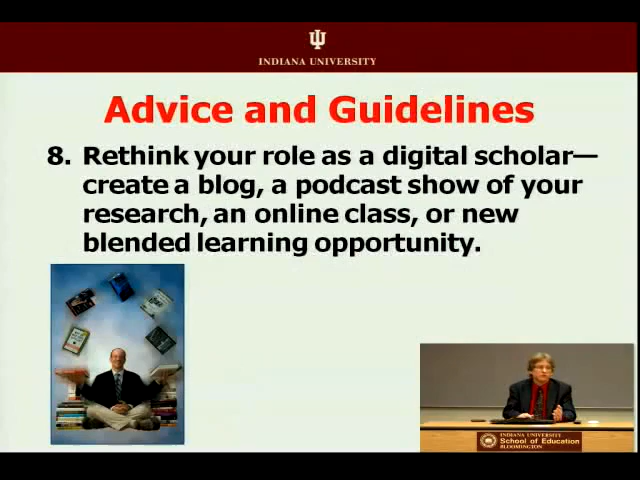 INDIANA UNIVERSITY
Advice and Guidelines
8. Rethink your role as a digital scholar—
create a blog, a podcast show of your
research, an online class, or new
blended learning opportunity.
INDIANA UNIVERSITY
School of Education
BLOOMINGTON